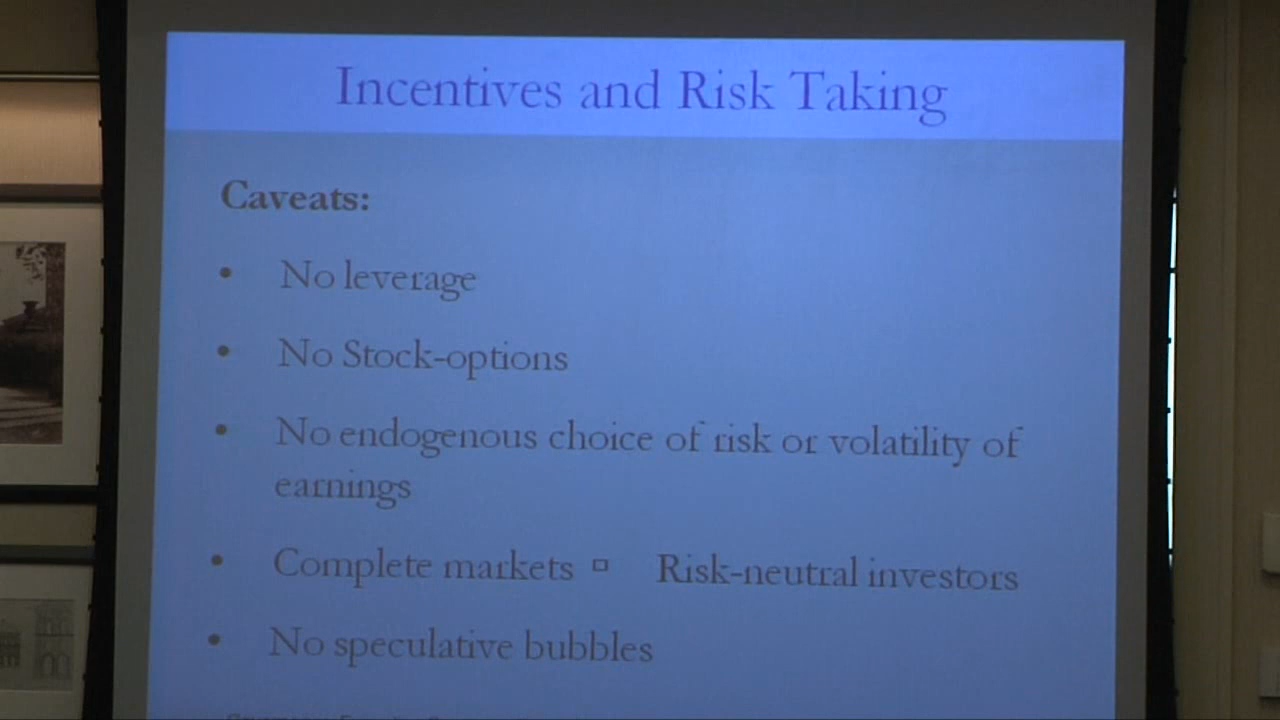 Incentives and Risk Taking
Caveats:
• No leverage
• No Stock-options
• No endogenous choice of risk or volatility of
earnings
• Complete markets □ Risk-neutral investors
• No speculative bubbles